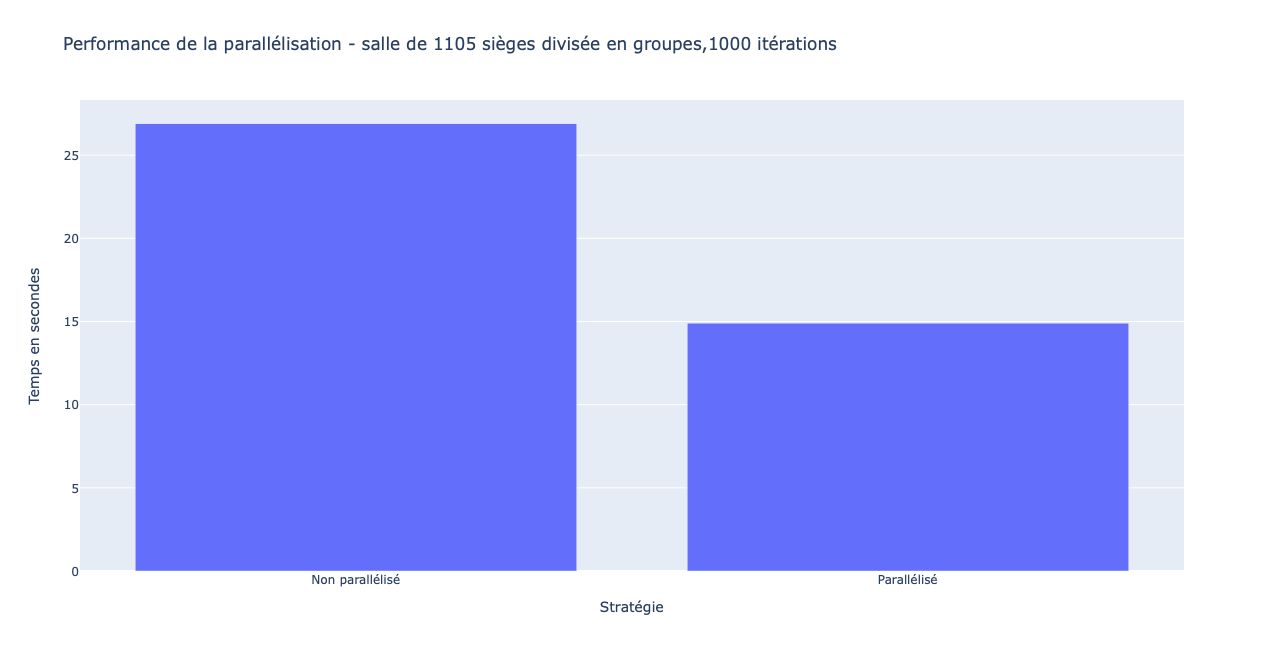 Performance de la parallélisation - salle de 1105 sièges divisée en groupes,1000 itérations
25
20
15
10
5
0
Temps en secondes
Non parallélisé
Parallélisé
Stratégie